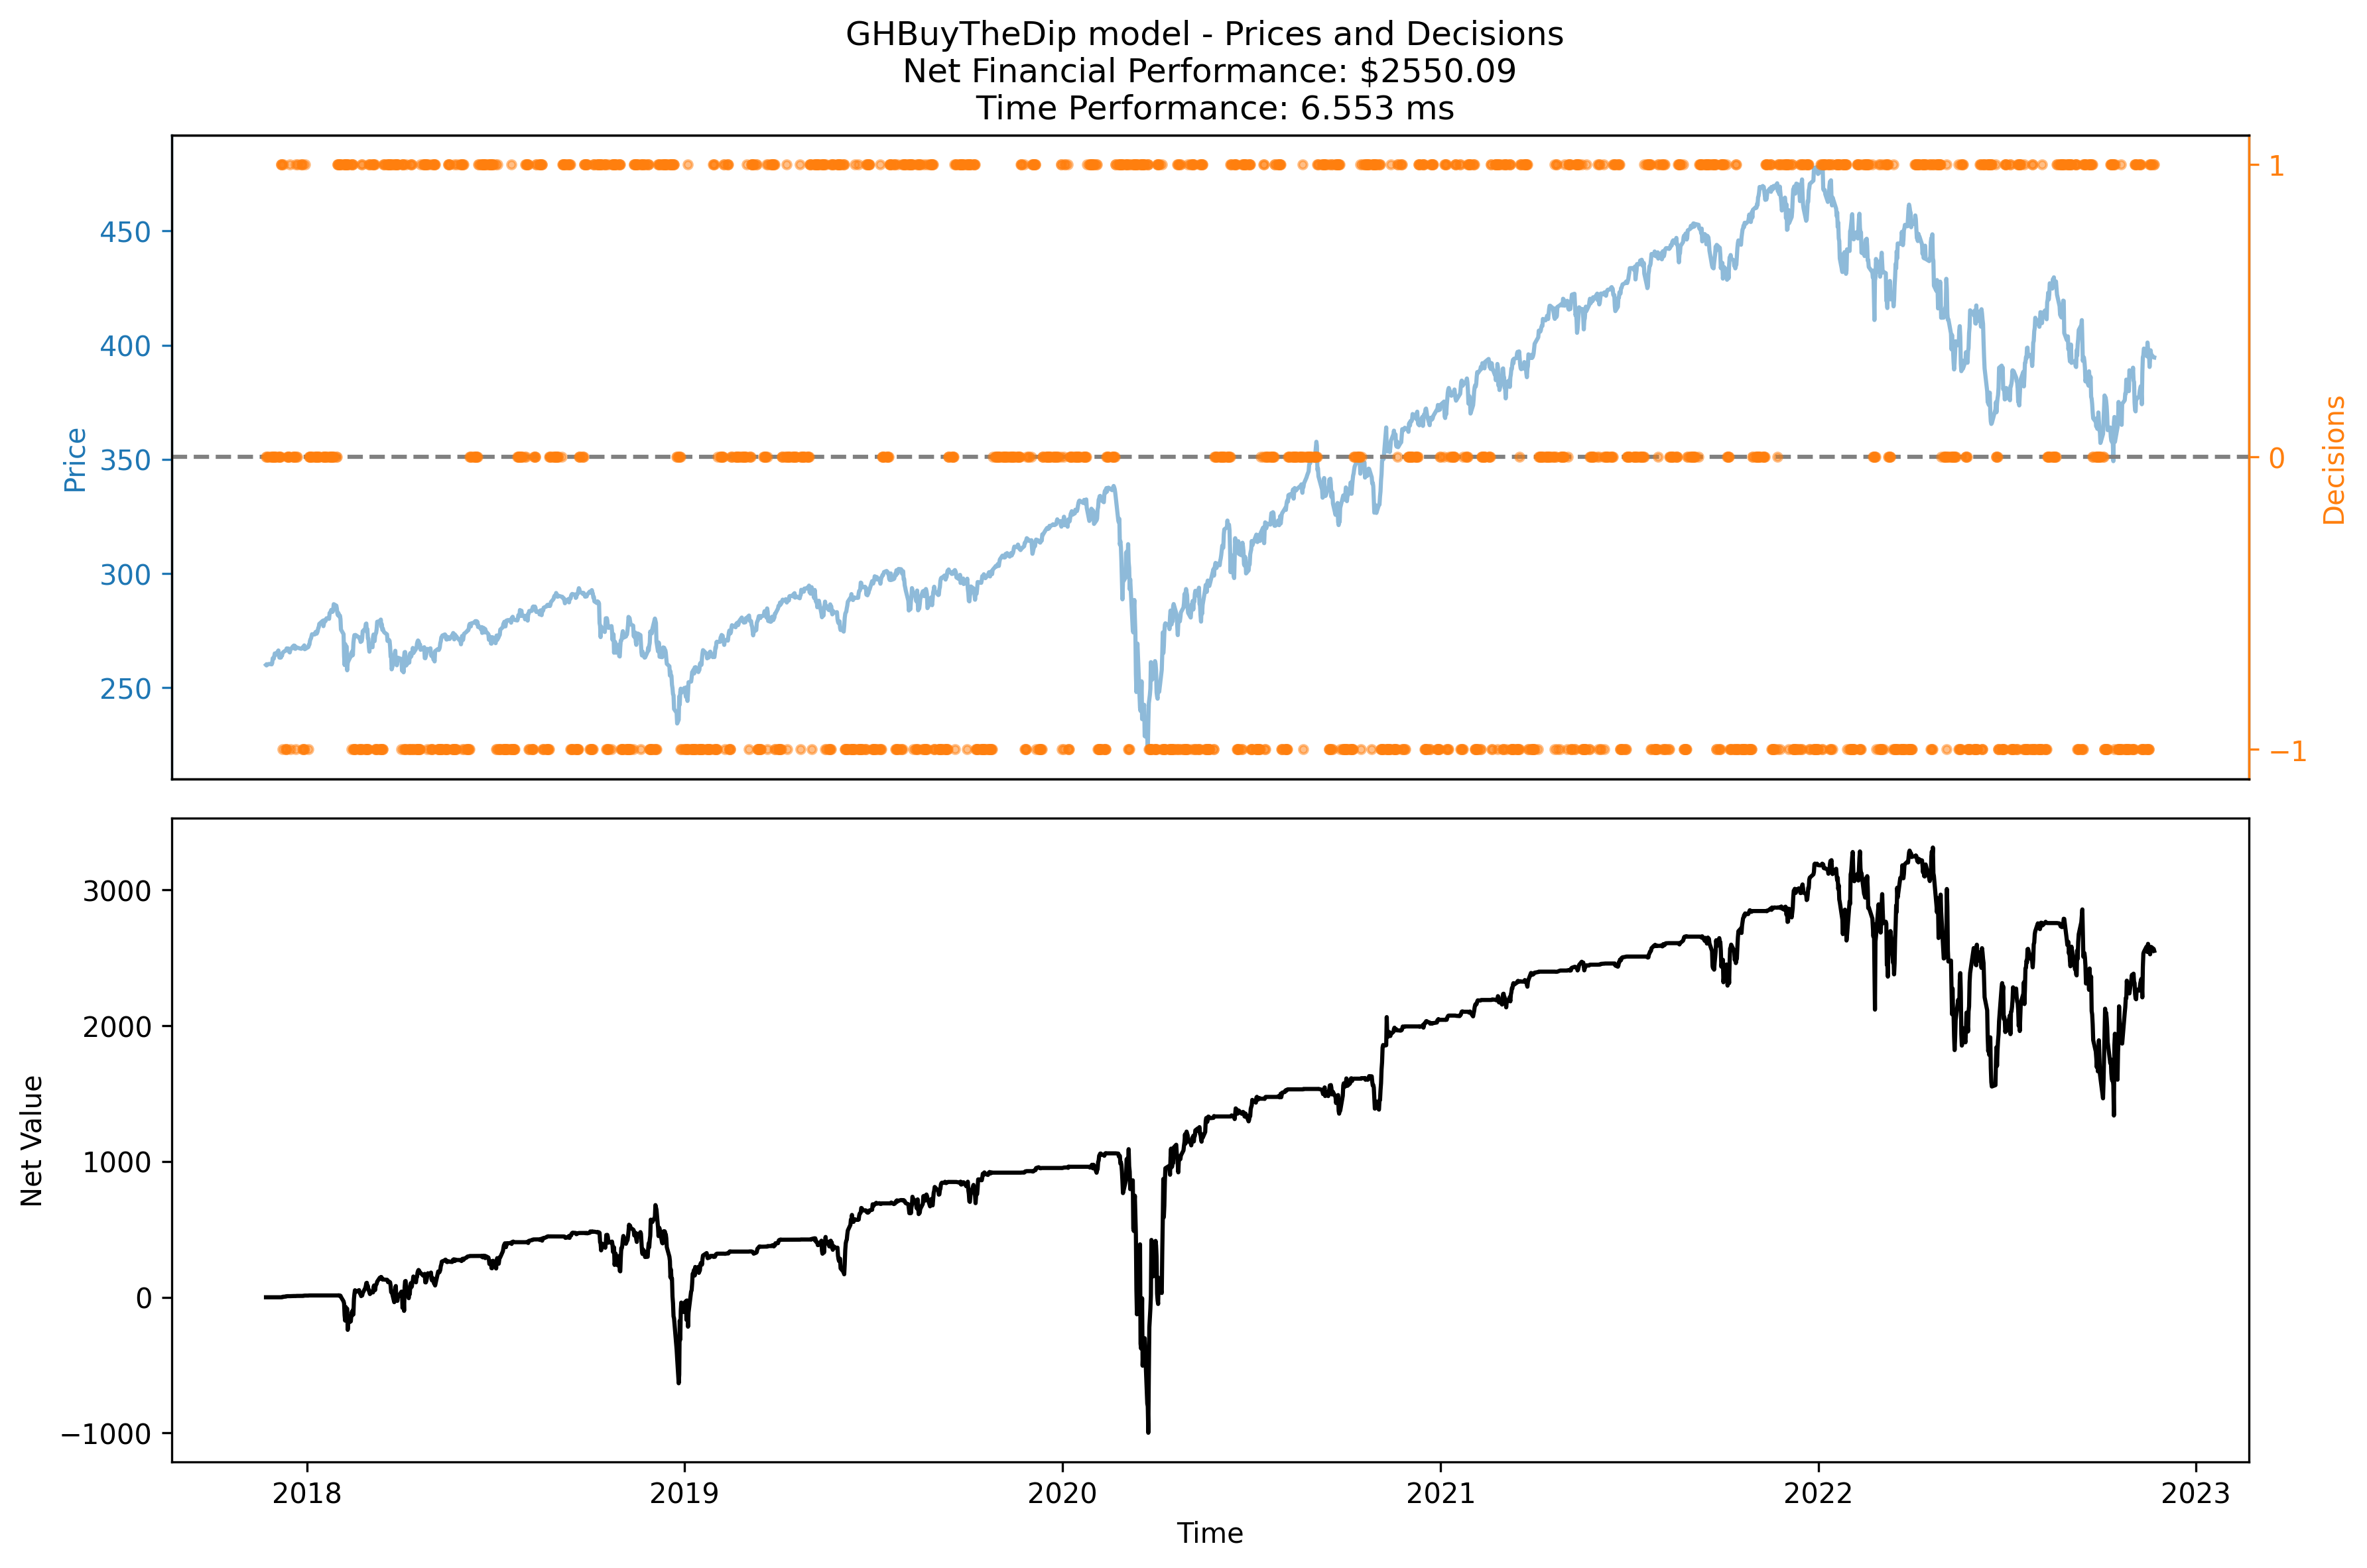 GHBuyTheDip model - Prices and Decisions
Net Financial Performance: $2550.09
Time Performance: 6.553 ms
450
400
350
300
250
Price
1
0
−1
Decisions
3000
2000
1000
0
−1000
Net Value
2018 2019 2020 2021 2022 2023
Time